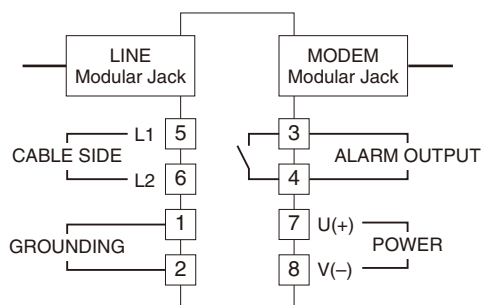 LINE
Modular Jack
MODEM
Modular Jack
L1 5
CABLE SIDE
L2 6
3
ALARM OUTPUT
4
1
GROUNDING
2
7 U(+)
POWER
8 V(–)